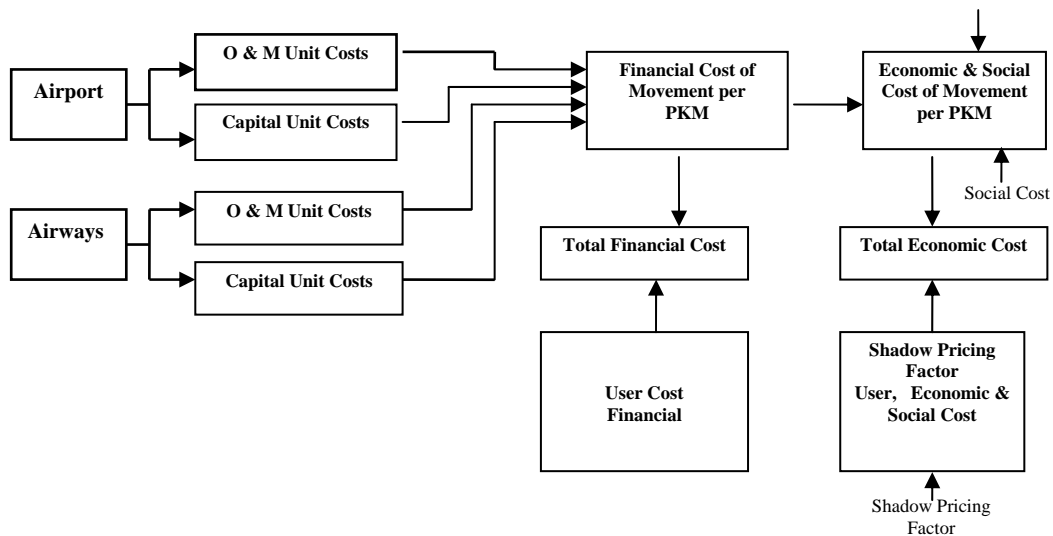 Airport
O & M Unit Costs
Capital Unit Costs
Airways
O & M Unit Costs
Capital Unit Costs
Financial Cost of
Movement per
PKM
Economic & Social
Cost of Movement
per PKM
Social Cost
Total Financial Cost
Total Economic Cost
User Cost
Financial
Shadow Pricing
Factor
User, Economic &
Social Cost
Shadow Pricing
Factor